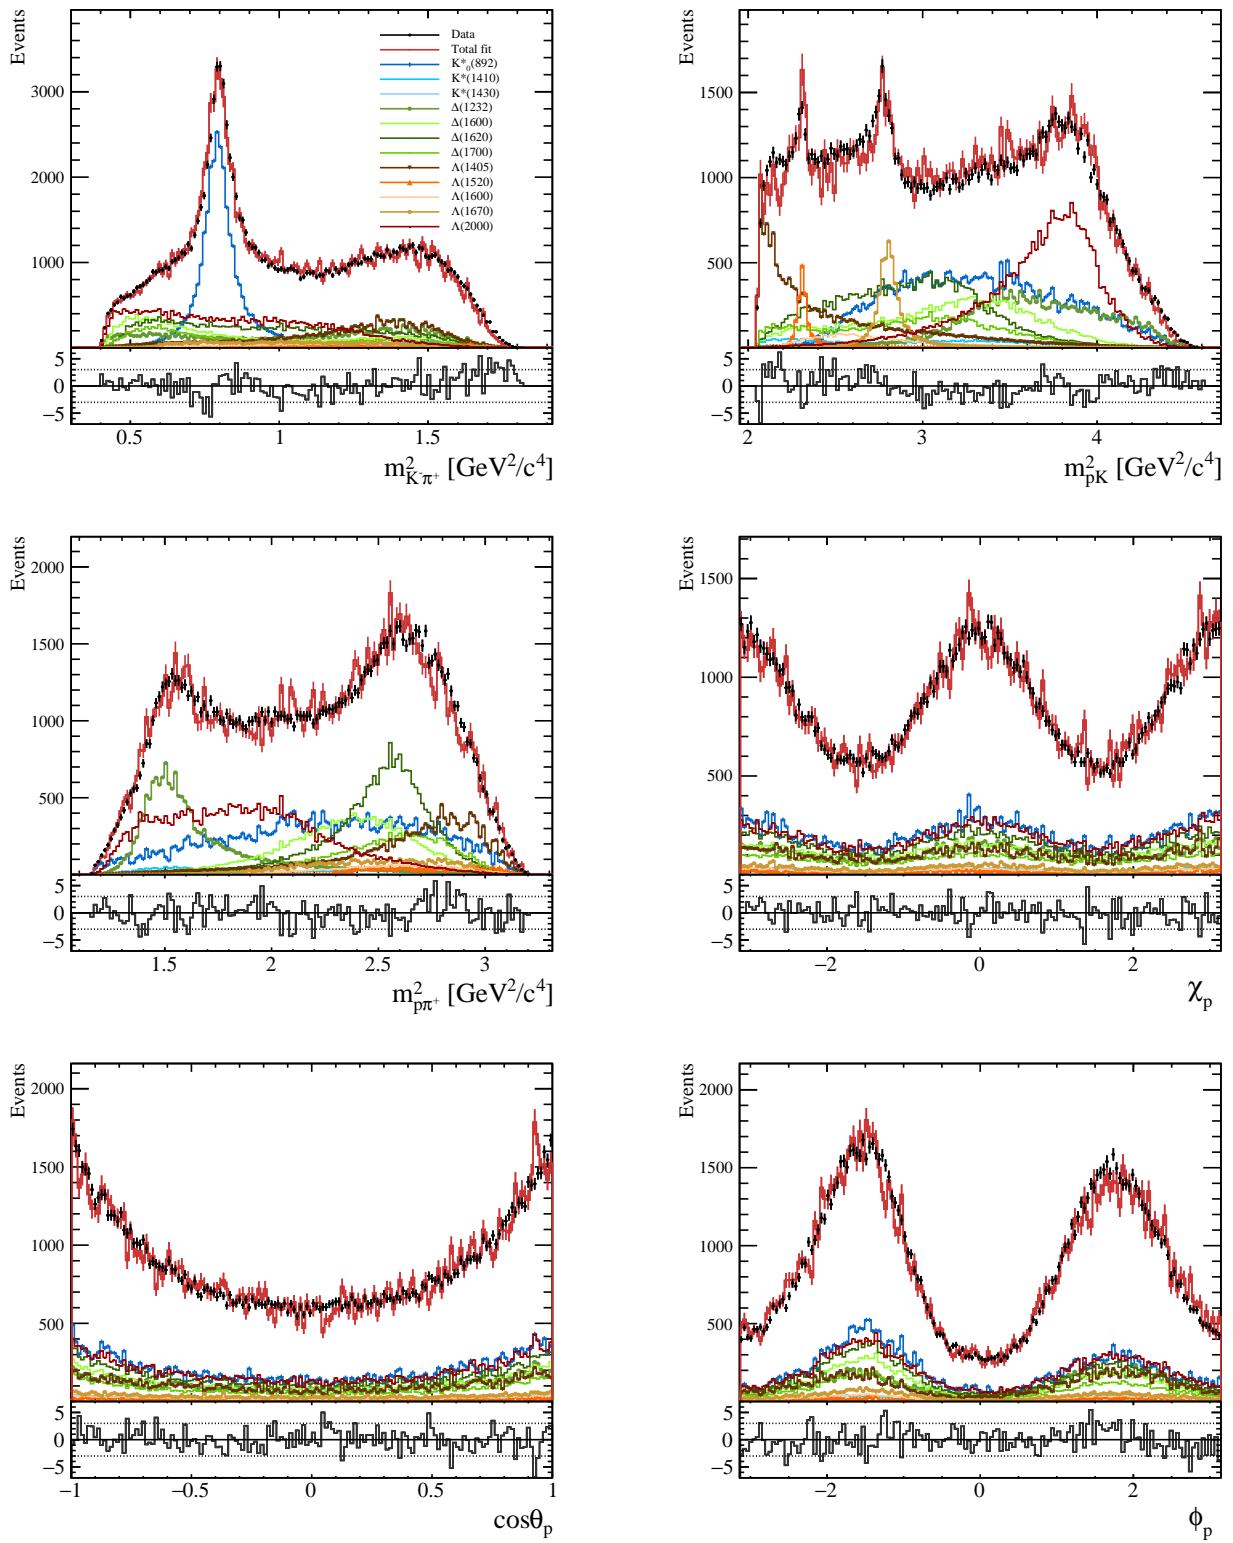 Events
3000
2000
1000
5
0
−5
0.5 1 1.5
m²K⁻π⁺ [GeV²/c⁴]
Data
Total fit
K*₀(892)
K*(1410)
K*(1430)
Δ(1232)
Δ(1600)
Δ(1620)
Δ(1700)
Λ(1405)
Λ(1520)
Λ(1600)
Λ(1670)
Λ(2000)
Events
1500
1000
500
5
0
−5
2 3 4
m²pK [GeV²/c⁴]
Events
2000
1500
1000
500
5
0
−5
1.5 2 2.5 3
m²pπ⁺ [GeV²/c⁴]
Events
1500
1000
500
5
0
−5
−2 0 2
χp
Events
2000
1500
1000
500
5
0
−5
−1 −0.5 0 0.5 1
cosθp
Events
2000
1500
1000
500
5
0
−5
−2 0 2
ϕp